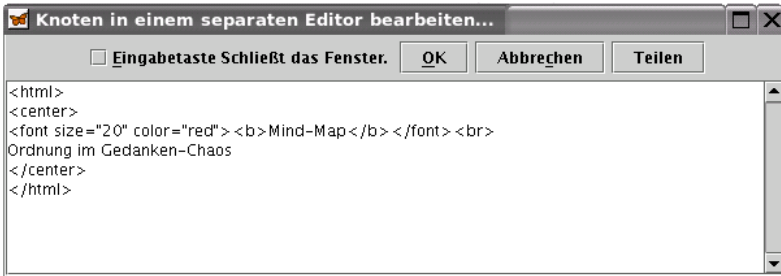 Knoten in einem separaten Editor bearbeiten...
Eingabetaste Schließt das Fenster. OK Abbrechen Teilen
<html>
<center>
<font size="20" color="red"><b>Mind-Map</b></font><br>
Ordnung im Gedanken-Chaos
</center>
</html>